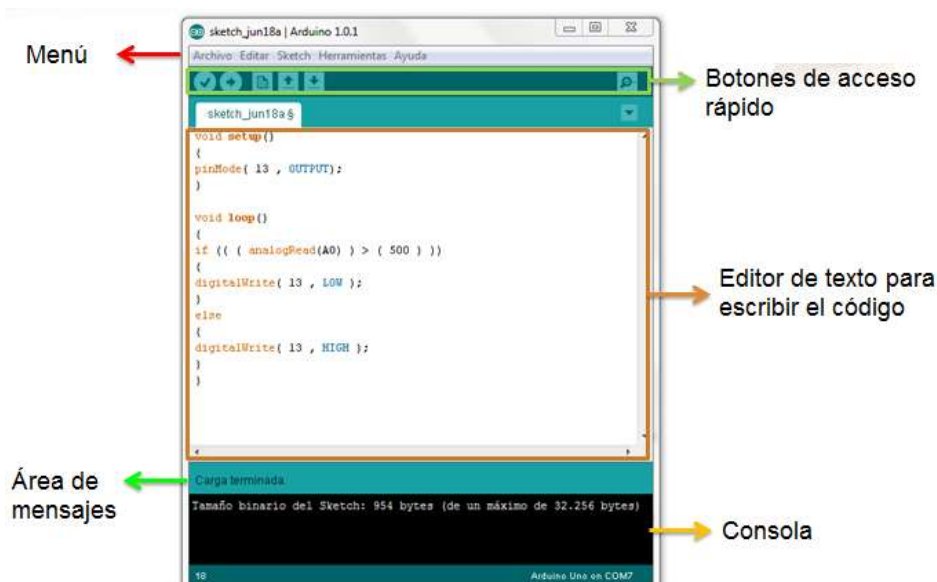 sketch_jun18a | Arduino 1.0.1
Menú
Archivo Editar Sketch Herramientas Ayuda
Botones de acceso
rápido
sketch_jun18a §
void setup()
{
pinMode( 13 , OUTPUT);
}
void loop()
{
if (( ( analogRead(A0) ) > ( 500 ) ))
{
digitalWrite( 13 , LOW );
}
else
{
digitalWrite( 13 , HIGH );
}
}
Editor de texto para
escribir el código
Área de
mensajes
Carga terminada.
Tamaño binario del Sketch: 954 bytes (de un máximo de 32.256 bytes)
Consola
18
Arduino Uno on COM7